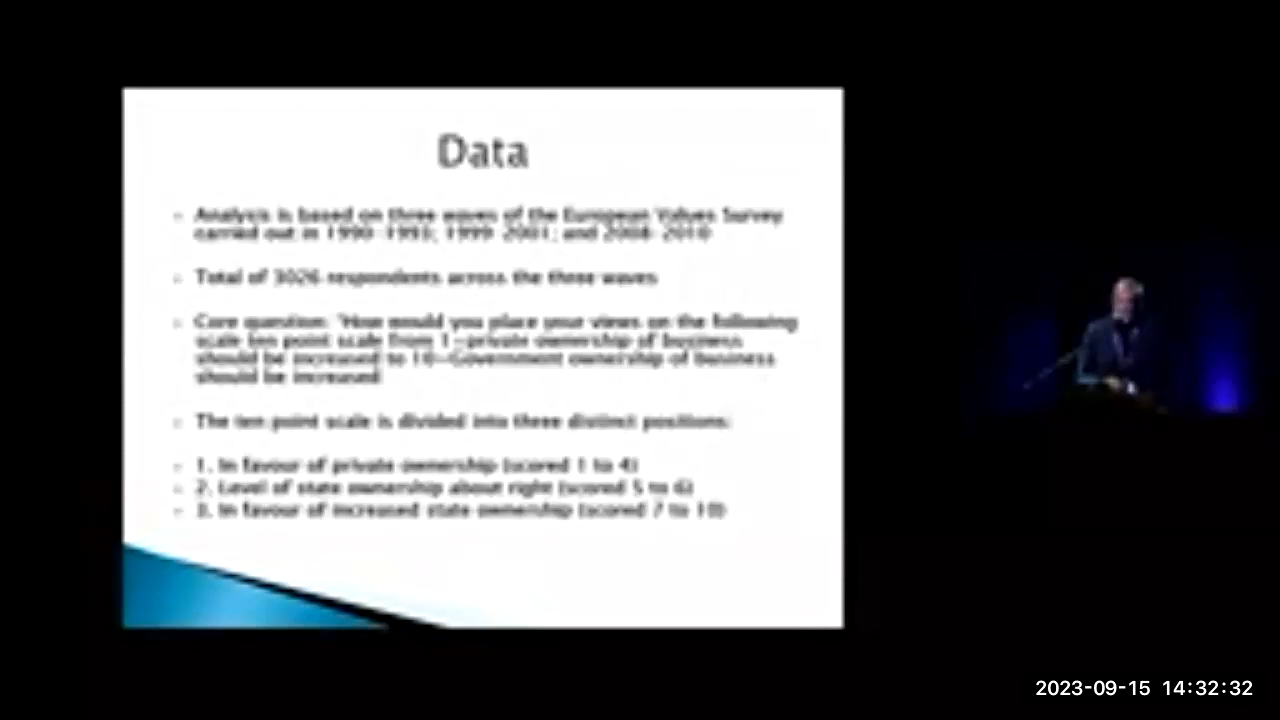 Data
Analysis is based on three waves of the European Values Survey
carried out in 1990-1993; 1999-2001; and 2008-2010
Total of 3026 respondents across the three waves
Core question: 'How would you place your views on the following
scale ten point scale from 1=private ownership of business
should be increased to 10=Government ownership of business
should be increased
The ten point scale is divided into three distinct positions:
1. In favour of private ownership (scored 1 to 4)
2. Level of state ownership about right (scored 5 to 6)
3. In favour of increased state ownership (scored 7 to 10)
2023-09-15 14:32:32